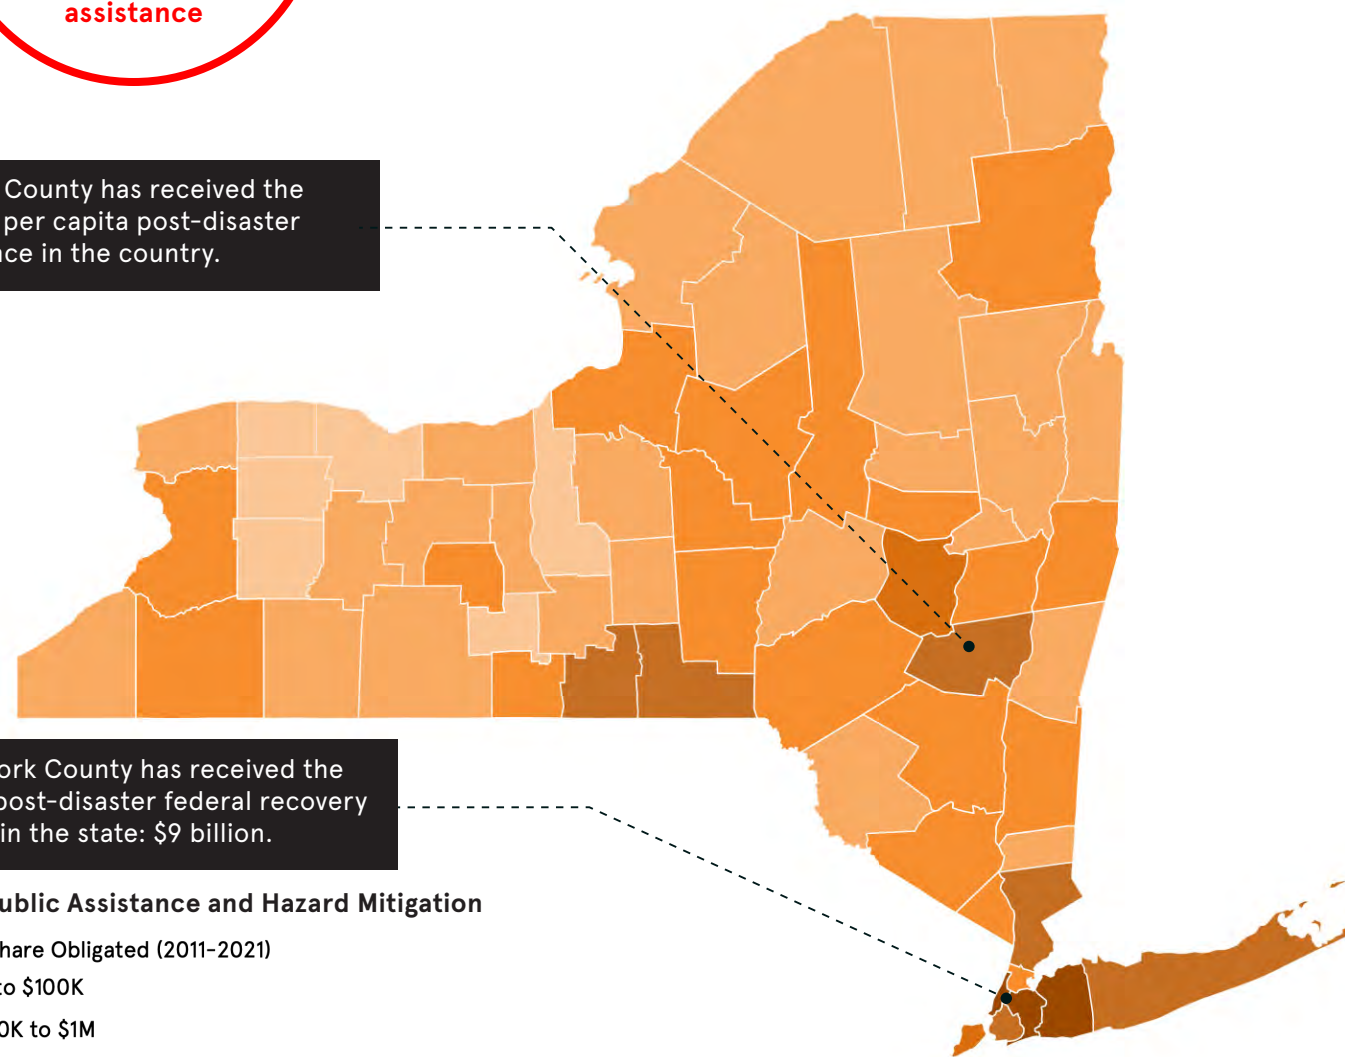 assistance
County has received the
per capita post-disaster
nce in the country.
ork County has received the
post-disaster federal recovery
in the state: $9 billion.
ublic Assistance and Hazard Mitigation
hare Obligated (2011-2021)
to $100K
0K to $1M